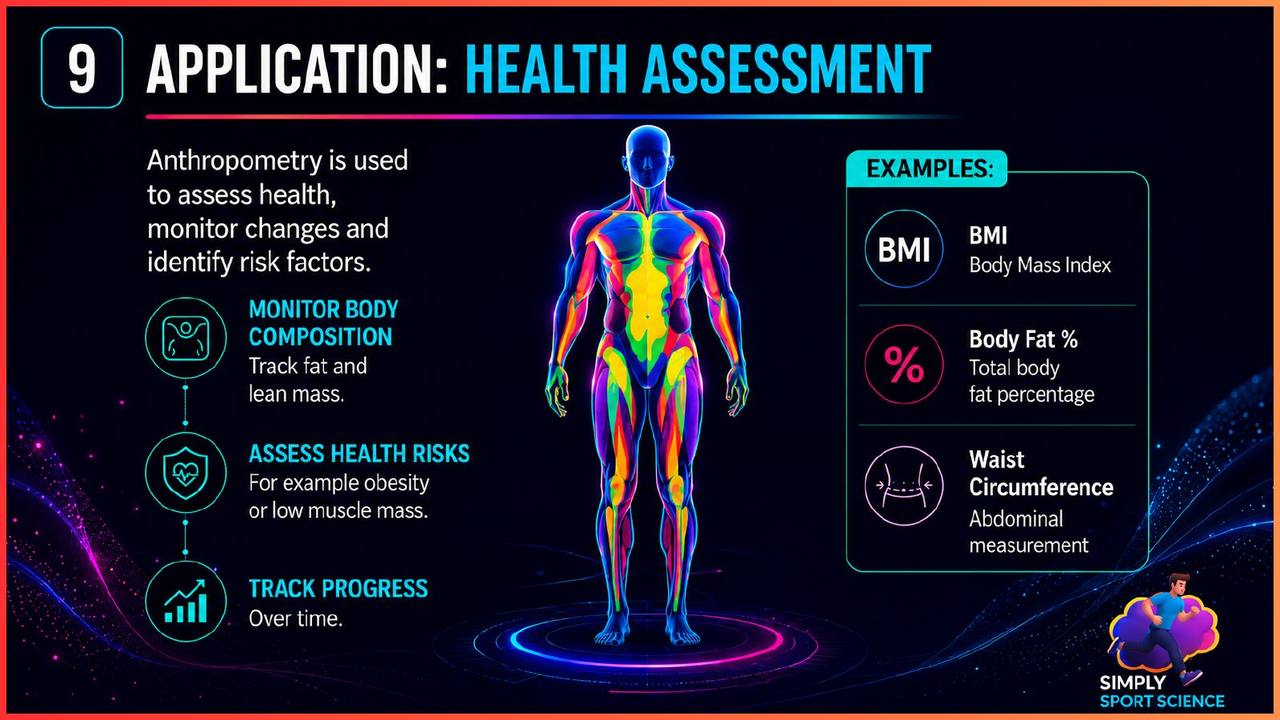 9
APPLICATION: HEALTH ASSESSMENT
Anthropometry is used
to assess health,
monitor changes and
identify risk factors.
MONITOR BODY
COMPOSITION
Track fat and
lean mass.
ASSESS HEALTH RISKS
For example obesity
or low muscle mass.
TRACK PROGRESS
Over time.
EXAMPLES:
BMI
BMI
Body Mass Index
%
Body Fat %
Total body
fat percentage
Waist
Circumference
Abdominal
measurement
SIMPLY
SPORT SCIENCE